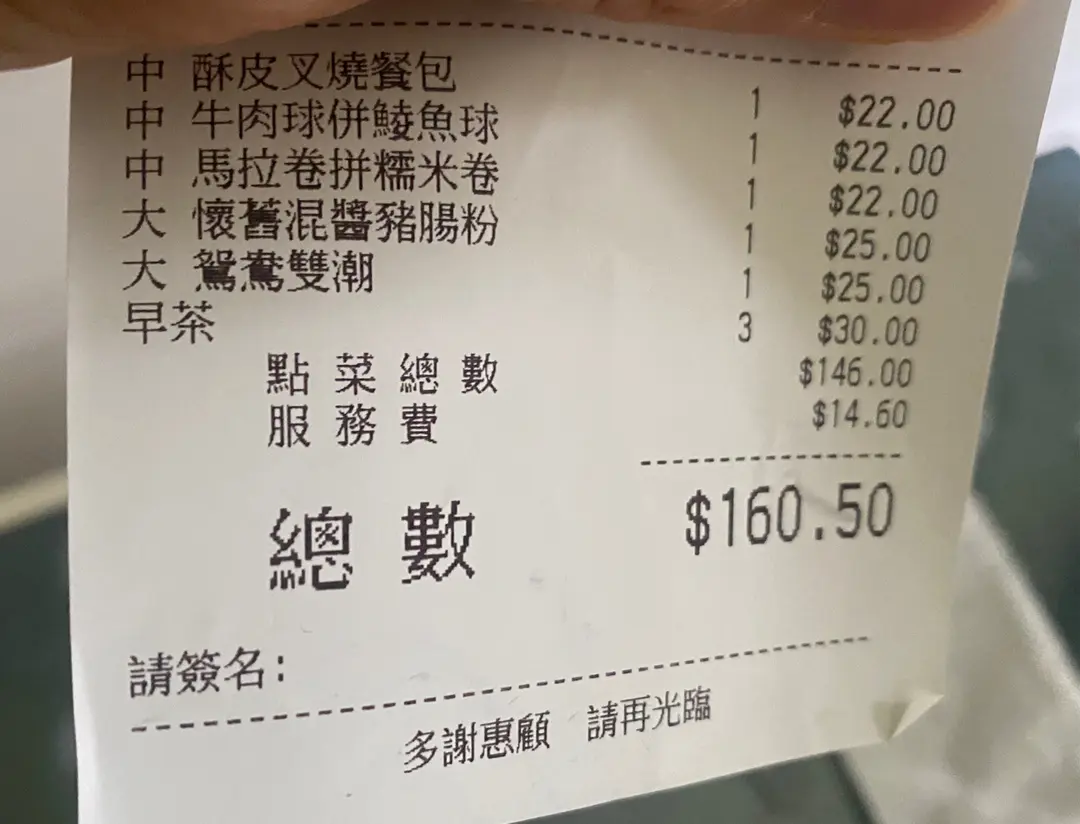 中 酥皮叉燒餐包 1 $22.00
中 牛肉球併鯪魚球 1 $22.00
中 馬拉卷拼糯米卷 1 $22.00
大 懷舊混醬豬腸粉 1 $25.00
大 鴛鴦雙潮 1 $25.00
早茶 3 $30.00
點菜總數 $146.00
服務費 $14.60
總數 $160.50
請簽名:
多謝惠顧 請再光臨